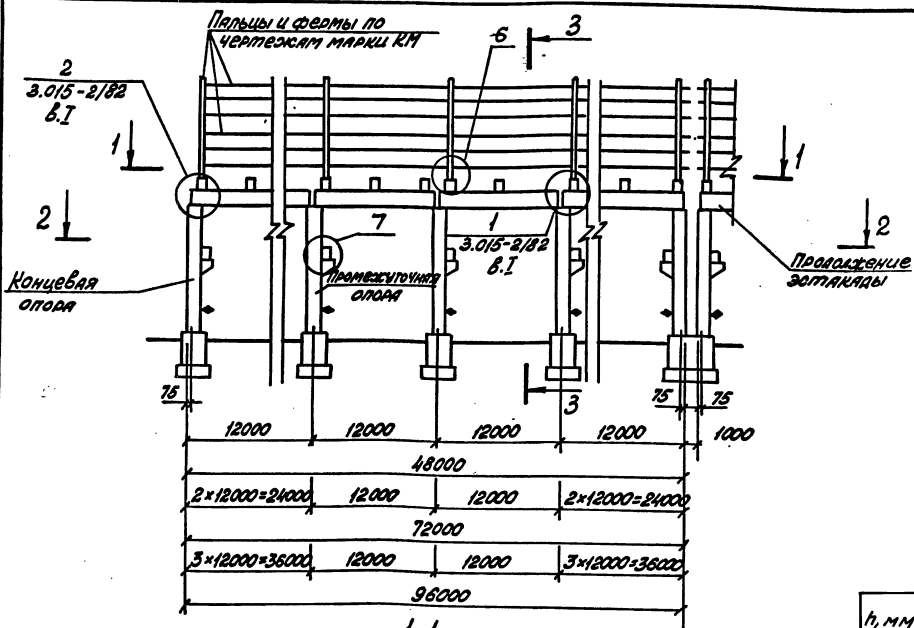 Пальцы и фермы по
чертежам марки КМ
6
3
2
3.015-2/82
в.I
1
1
2
7
1
3.015-2/82
в.I
2
Концевая
опора
Промежуточная
опора
Продолжение
эстакады
3
75
75
75
12000
12000
12000
12000
1000
48000
2×12000=24000
12000
12000
2×12000=24000
72000
3×12000=36000
12000
12000
3×12000=36000
96000
h, мм